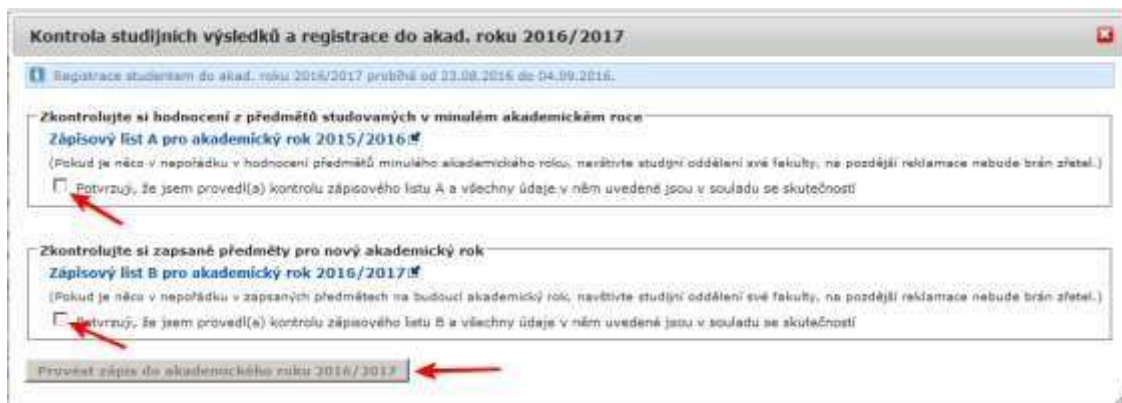 Kontrola studijních výsledků a registrace do akad. roku 2016/2017
Registrace studentem do akad. roku 2016/2017 probíhá od 23.08.2016 do 04.09.2016.
Zkontrolujte si hodnocení z předmětů studovaných v minulém akademickém roce
Zápisový list A pro akademický rok 2015/2016
(Pokud je něco v nepořádku v hodnocení předmětů minulého akademického roku, navštivte studijní oddělení své fakulty, na pozdější reklamace nebude brán zřetel.)
Potvrzuji, že jsem provedl(a) kontrolu zápisového listu A a všechny údaje v něm uvedené jsou v souladu se skutečností
Zkontrolujte si zapsané předměty pro nový akademický rok
Zápisový list B pro akademický rok 2016/2017
(Pokud je něco v nepořádku v zapsaných předmětech na budoucí akademický rok, navštivte studijní oddělení své fakulty, na pozdější reklamace nebude brán zřetel.)
Potvrzuji, že jsem provedl(a) kontrolu zápisového listu B a všechny údaje v něm uvedené jsou v souladu se skutečností
Provést zápis do akademického roku 2016/2017